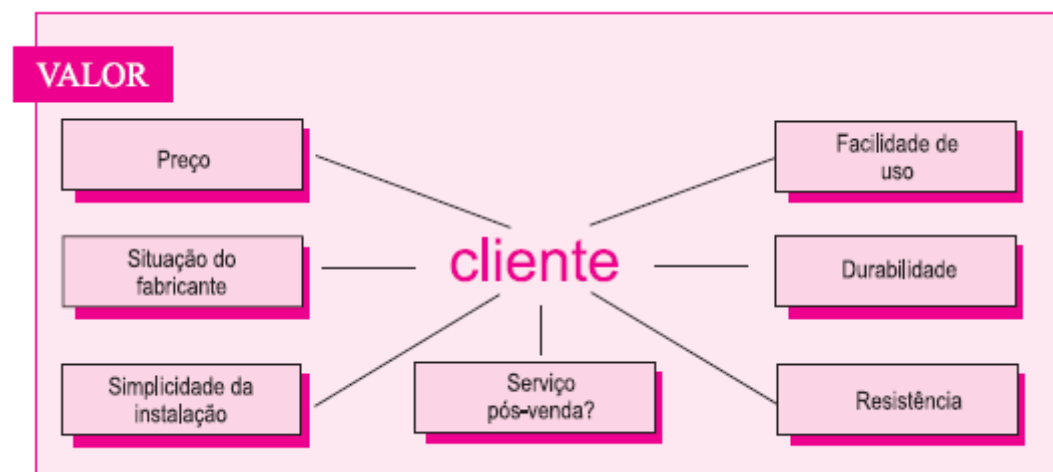 VALOR
Preço
Facilidade de
uso
Situação do
fabricante
cliente
Durabilidade
Simplicidade da
instalação
Serviço
pós-venda?
Resistência